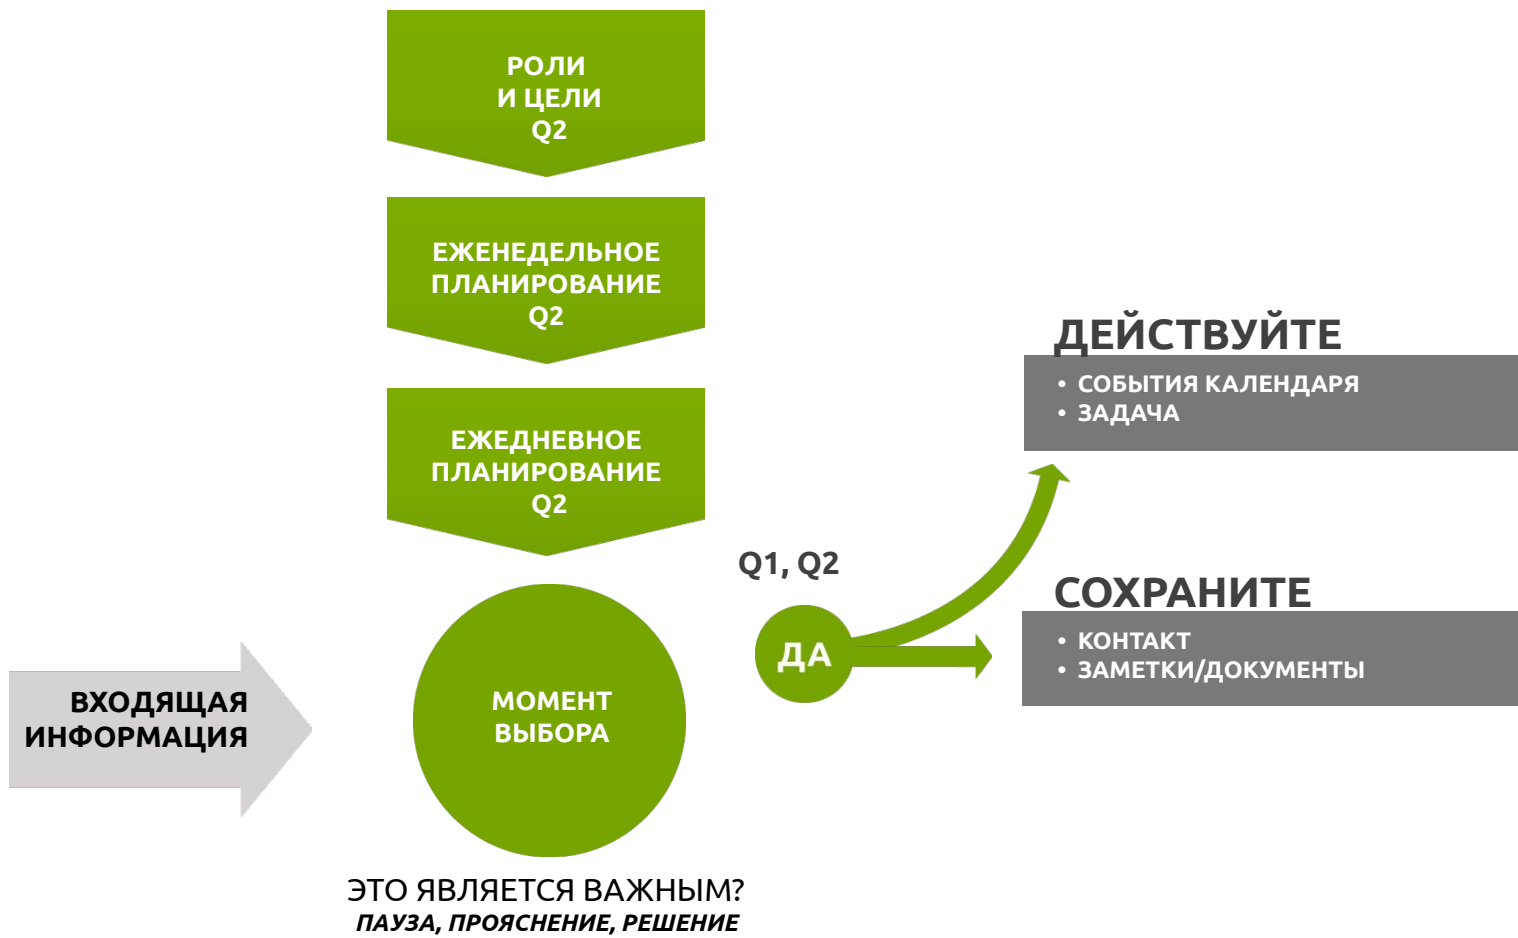 РОЛИ
И ЦЕЛИ
Q2
ЕЖЕНЕДЕЛЬНОЕ
ПЛАНИРОВАНИЕ
Q2
ЕЖЕДНЕВНОЕ
ПЛАНИРОВАНИЕ
Q2
ВХОДЯЩАЯ
ИНФОРМАЦИЯ
МОМЕНТ
ВЫБОРА
ЭТО ЯВЛЯЕТСЯ ВАЖНЫМ?
ПАУЗА, ПРОЯСНЕНИЕ, РЕШЕНИЕ
Q1, Q2
ДА
ДЕЙСТВУЙТЕ
• СОБЫТИЯ КАЛЕНДАРЯ
• ЗАДАЧА
СОХРАНИТЕ
• КОНТАКТ
• ЗАМЕТКИ/ДОКУМЕНТЫ